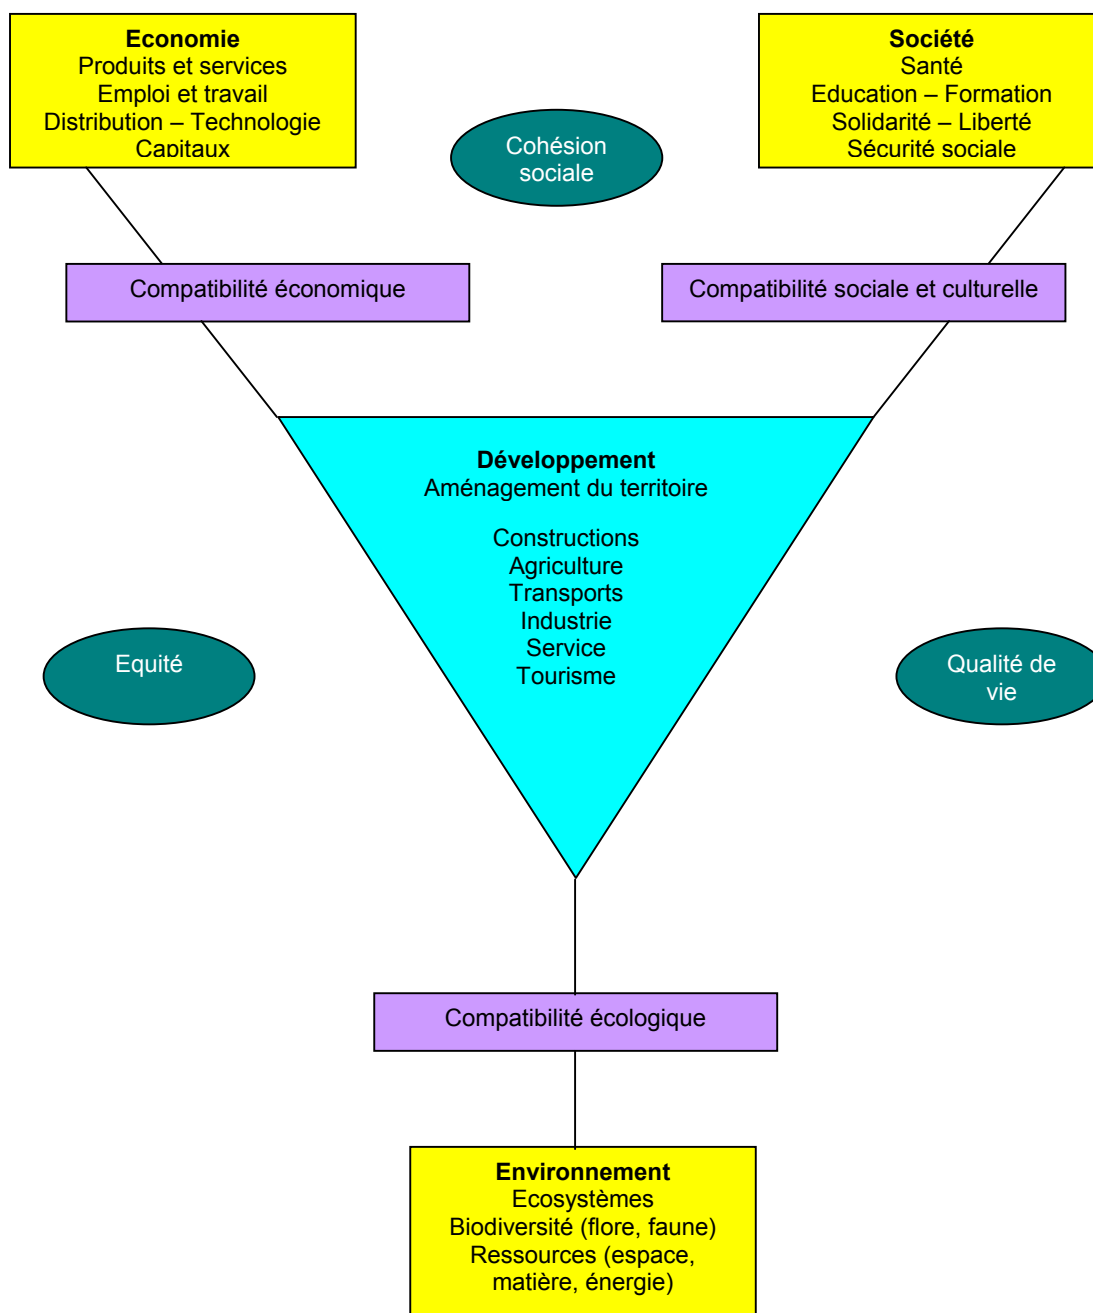 Economie
Produits et services
Emploi et travail
Distribution – Technologie
Capitaux
Société
Santé
Education – Formation
Solidarité – Liberté
Sécurité sociale
Cohésion
sociale
Compatibilité économique
Compatibilité sociale et culturelle
Développement
Aménagement du territoire
Constructions
Agriculture
Transports
Industrie
Service
Tourisme
Equité
Qualité de
vie
Compatibilité écologique
Environnement
Ecosystèmes
Biodiversité (flore, faune)
Ressources (espace,
matière, énergie)